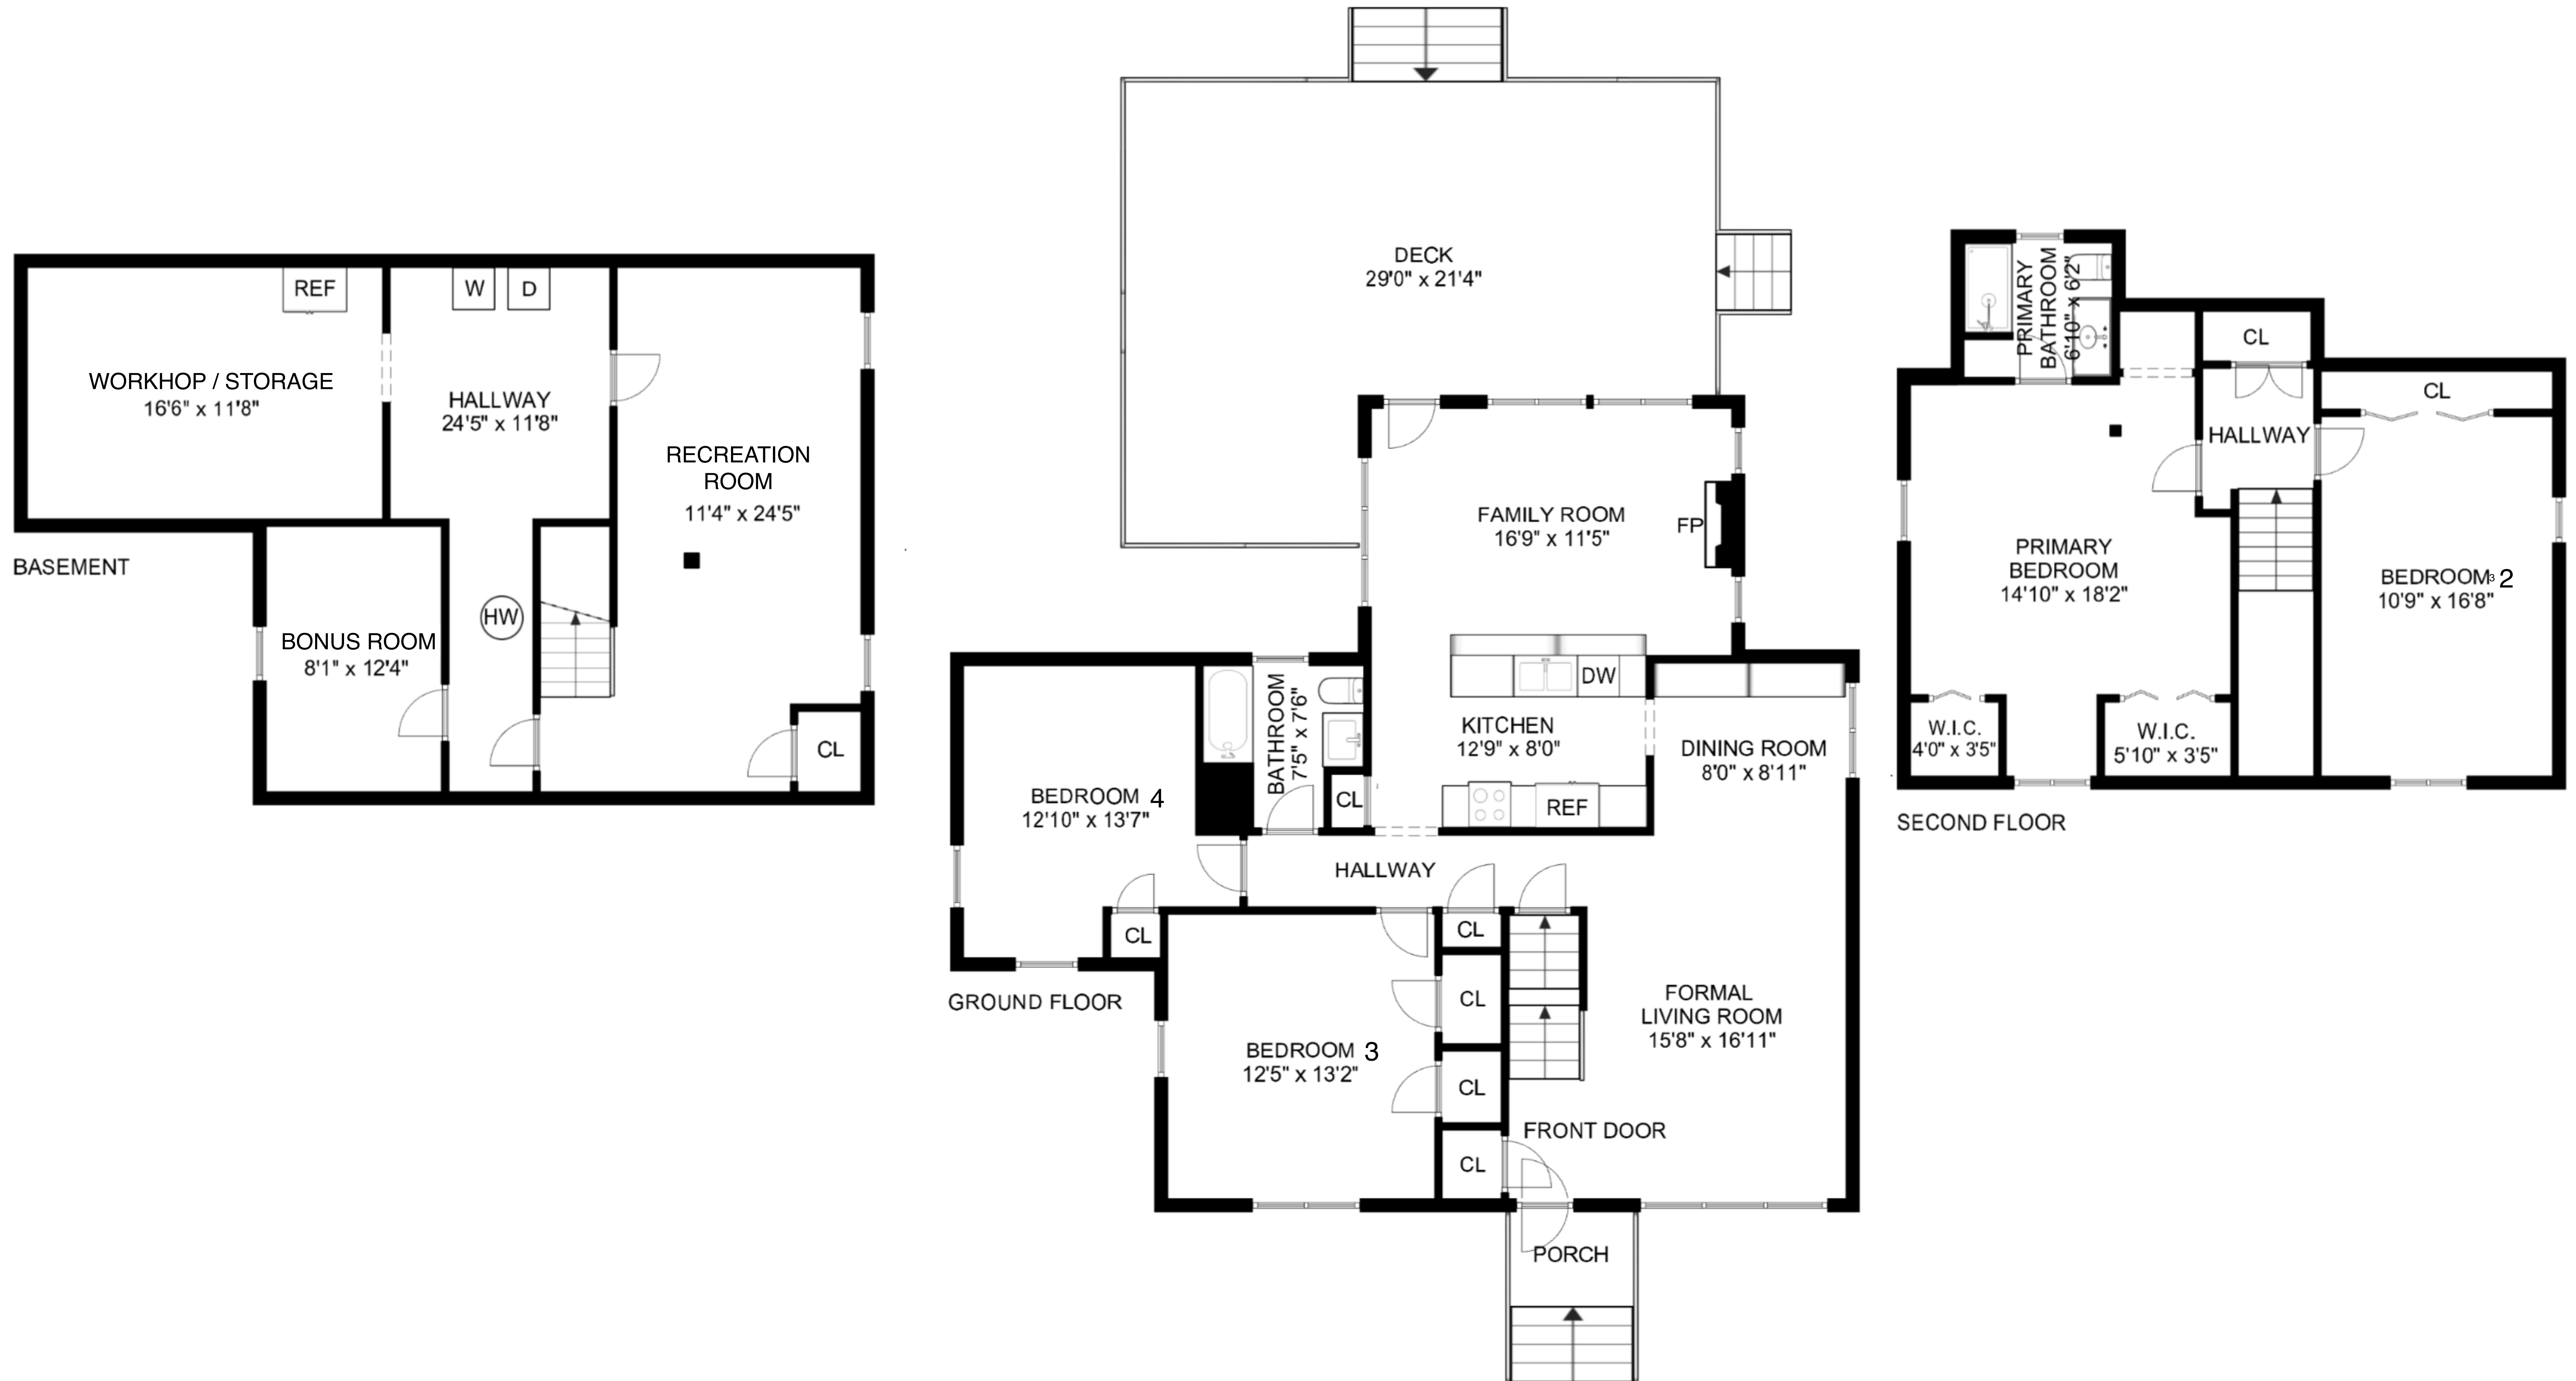 REF
W
D
WORKHOP / STORAGE
16'6" x 11'8"
HALLWAY
24'5" x 11'8"
RECREATION
ROOM
11'4" x 24'5"
BASEMENT
HW
BONUS ROOM
8'1" x 12'4"
CL
DECK
29'0" x 21'4"
FAMILY ROOM
16'9" x 11'5"
FP
DW
KITCHEN
12'9" x 8'0"
REF
DINING ROOM
8'0" x 8'11"
BATHROOM
7'5" x 7'6"
CL
BEDROOM 4
12'10" x 13'7"
CL
HALLWAY
CL
CL
CL
CL
GROUND FLOOR
BEDROOM 3
12'5" x 13'2"
FORMAL
LIVING ROOM
15'8" x 16'11"
FRONT DOOR
PORCH
PRIMARY
BATHROOM
6'10" x 6'2"
CL
CL
HALLWAY
PRIMARY
BEDROOM
14'10" x 18'2"
BEDROOM 2
10'9" x 16'8"
W.I.C.
4'0" x 3'5"
W.I.C.
5'10" x 3'5"
SECOND FLOOR